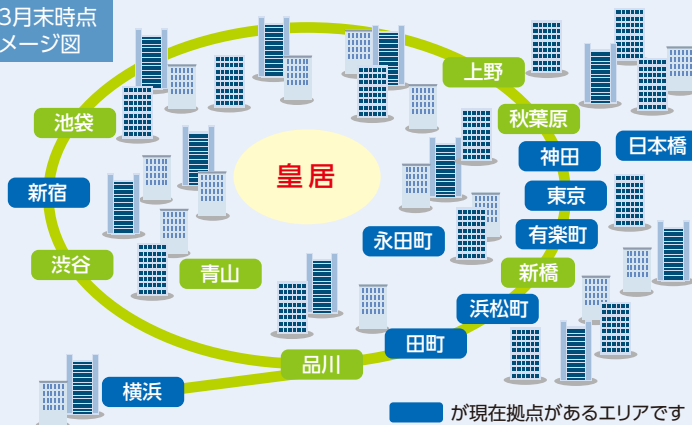 3月末時点
メージ図
上野
池袋
秋葉原
神田
日本橋
皇居
新宿
東京
永田町
有楽町
渋谷
青山
新橋
浜松町
田町
品川
横浜
が現在拠点があるエリアです